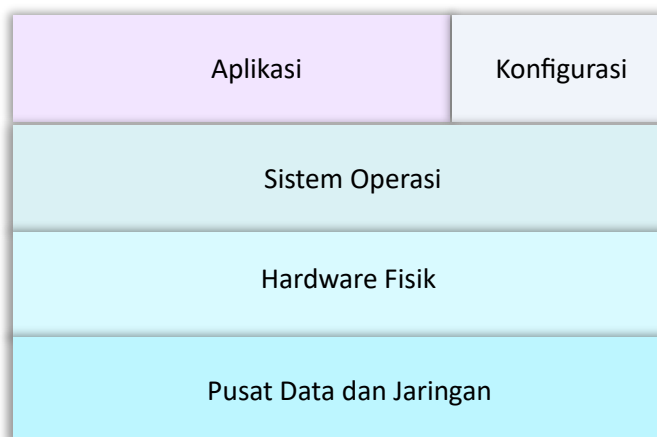 Aplikasi
Konfigurasi
Sistem Operasi
Hardware Fisik
Pusat Data dan Jaringan